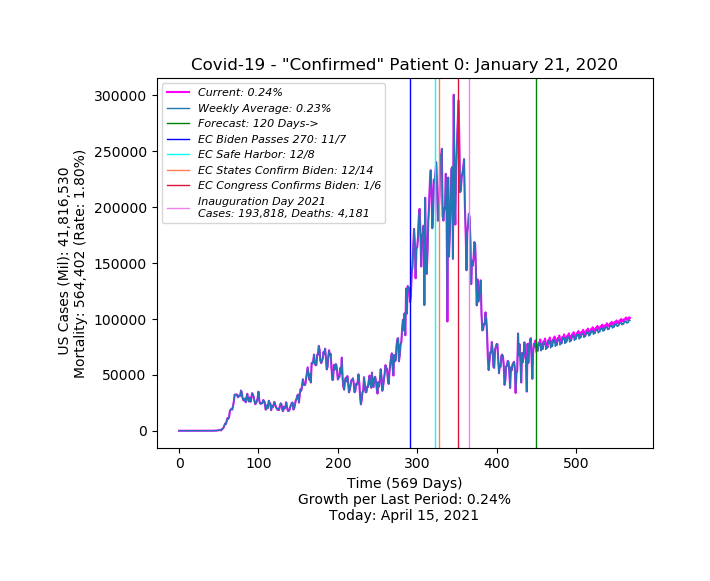 Covid-19 - "Confirmed" Patient 0: January 21, 2020
Current: 0.24%
Weekly Average: 0.23%
Forecast: 120 Days->
EC Biden Passes 270: 11/7
EC Safe Harbor: 12/8
EC States Confirm Biden: 12/14
EC Congress Confirms Biden: 1/6
Inauguration Day 2021
Cases: 193,818, Deaths: 4,181
US Cases (Mil): 41,816,530
Mortality: 564,402 (Rate: 1.80%)
300000
250000
200000
150000
100000
50000
0
0 100 200 300 400 500
Time (569 Days)
Growth per Last Period: 0.24%
Today: April 15, 2021